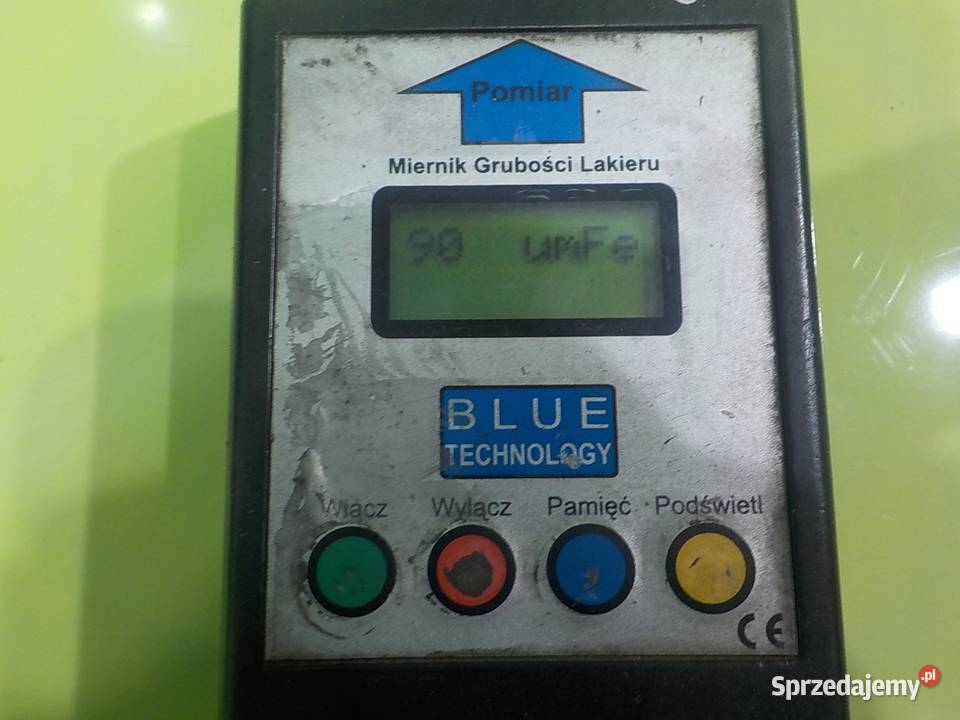 Pomiar
Miernik Grubości Lakieru
90 umFe
BLUE
TECHNOLOGY
Włącz Wyłącz Pamięć Podświetl
CE
Sprzedajemy.pl